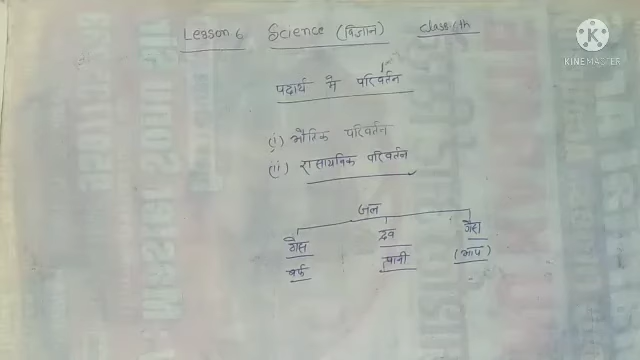 Lesson 6 Science (विज्ञान) class 6th
KINEMASTER
पदार्थ में परिवर्तन
(i) भौतिक परिवर्तन
(ii) रासायनिक परिवर्तन
जल
ठोस द्रव गैस
बर्फ (पानी) (भाप)